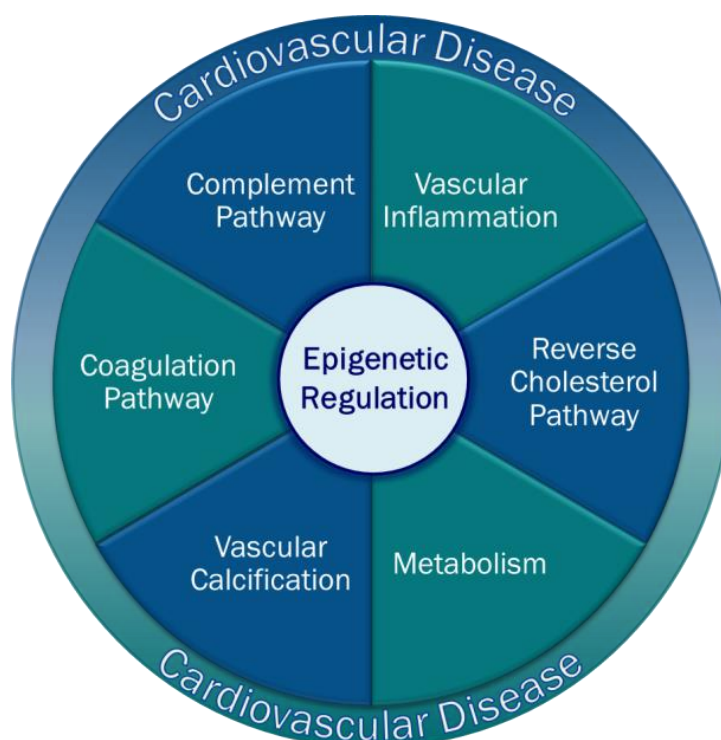 Cardiovascular Disease
Complement
Pathway
Vascular
Inflammation
Coagulation
Pathway
Epigenetic
Regulation
Reverse
Cholesterol
Pathway
Vascular
Calcification
Metabolism
Cardiovascular Disease